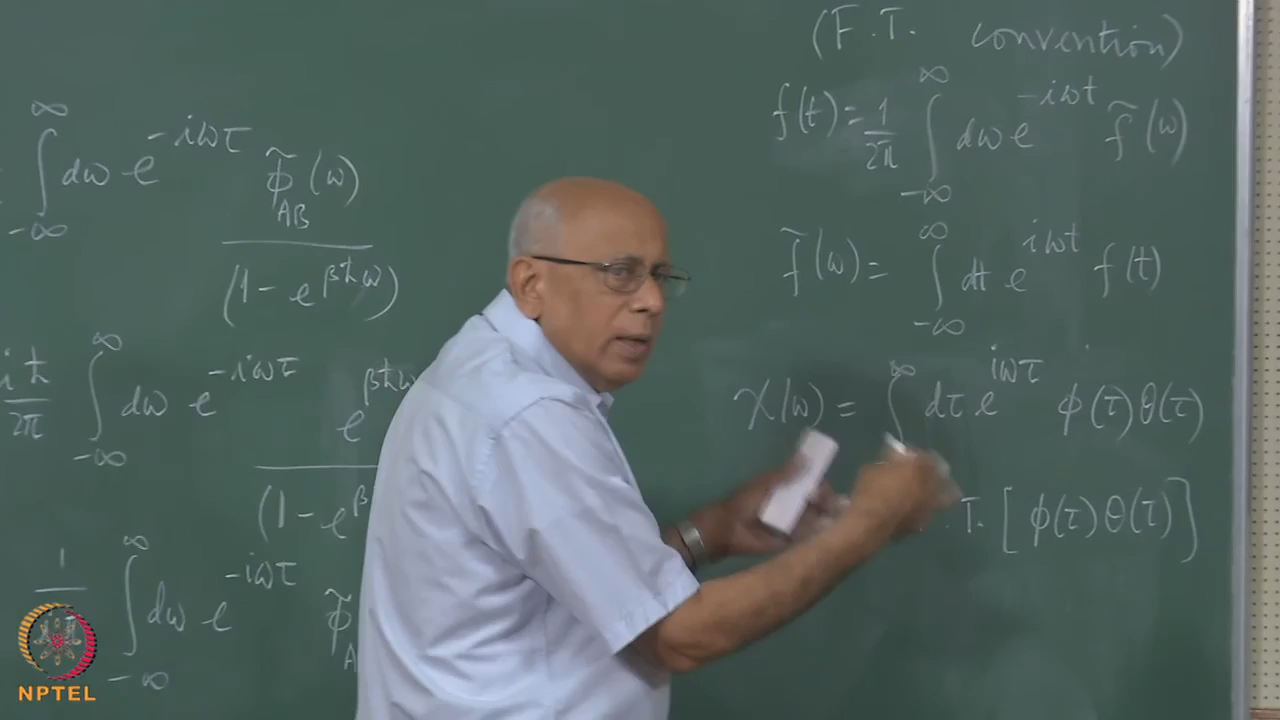 ∫_{-∞}^{∞} dω e^{-iωτ} φ̃_{AB}(ω) / (1 - e^{βħω})
iħ/2π ∫_{-∞}^{∞} dω e^{-iωτ} e^{βħω} / (1 - e^{β
1 ∫_{-∞}^{∞} dω e^{-iωτ} φ̃_A
(F.T. convention)
f(t) = 1/2π ∫_{-∞}^{∞} dω e^{-iωt} f̃(ω)
f̃(ω) = ∫_{-∞}^{∞} dt e^{iωt} f(t)
χ(ω) = ∫^{∞} dτ e^{iωτ} φ(τ)θ(τ)
.T. [φ(τ)θ(τ)]
NPTEL